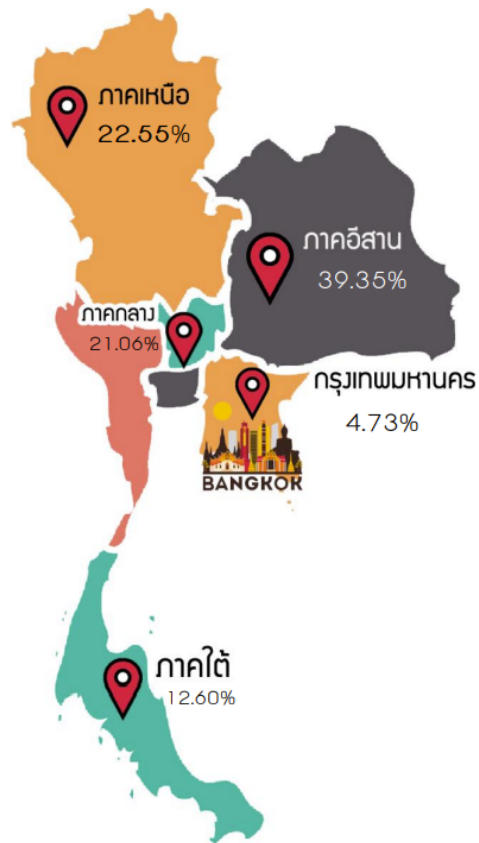 ภาคเหนือ
22.55%
ภาคอีสาน
39.35%
ภาคกลาง
21.06%
กรุงเทพมหานคร
4.73%
BANGKOK
ภาคใต้
12.60%